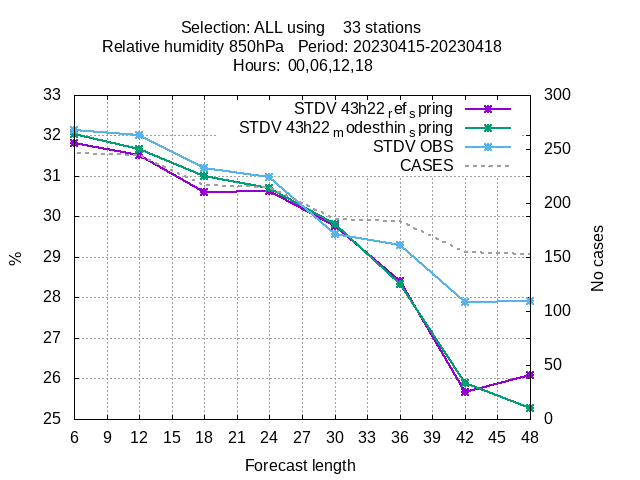 Selection: ALL using 33 stations
Relative humidity 850hPa Period: 20230415-20230418
Hours: 00,06,12,18
STDV 43h22 ref spring
STDV 43h22 modesthin spring
STDV OBS
CASES
33
32
31
30
29
28
27
26
25
%
300
250
200
150
100
50
0
No cases
6 9 12 15 18 21 24 27 30 33 36 39 42 45 48
Forecast length